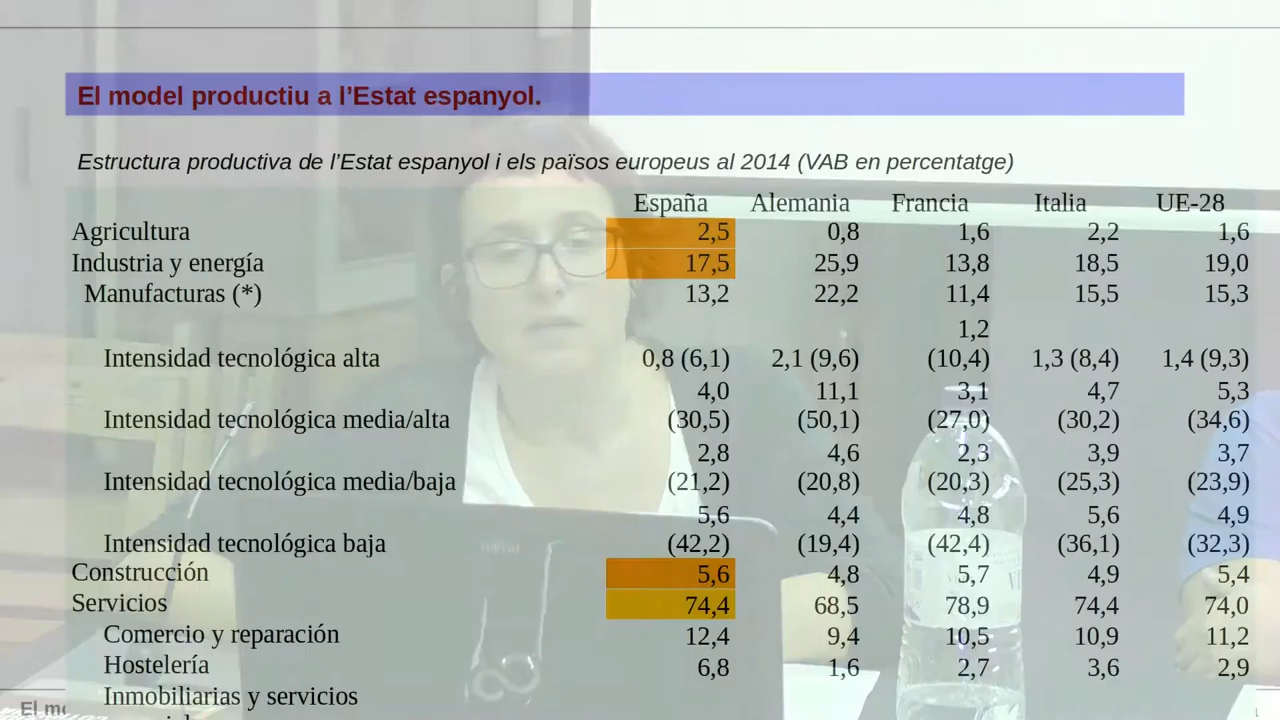 El model productiu a l’Estat espanyol.
Estructura productiva de l’Estat espanyol i els països europeus al 2014 (VAB en percentatge)
España Alemania Francia Italia UE-28
Agricultura 2,5 0,8 1,6 2,2 1,6
Industria y energía 17,5 25,9 13,8 18,5 19,0
Manufacturas (*) 13,2 22,2 11,4 15,5 15,3
1,2
Intensidad tecnológica alta 0,8 (6,1) 2,1 (9,6) (10,4) 1,3 (8,4) 1,4 (9,3)
4,0 11,1 3,1 4,7 5,3
Intensidad tecnológica media/alta (30,5) (50,1) (27,0) (30,2) (34,6)
2,8 4,6 2,3 3,9 3,7
Intensidad tecnológica media/baja (21,2) (20,8) (20,3) (25,3) (23,9)
5,6 4,4 4,8 5,6 4,9
Intensidad tecnológica baja (42,2) (19,4) (42,4) (36,1) (32,3)
Construcción 5,6 4,8 5,7 4,9 5,4
Servicios 74,4 68,5 78,9 74,4 74,0
Comercio y reparación 12,4 9,4 10,5 10,9 11,2
Hostelería 6,8 1,6 2,7 3,6 2,9
Inmobiliarias y servicios
El